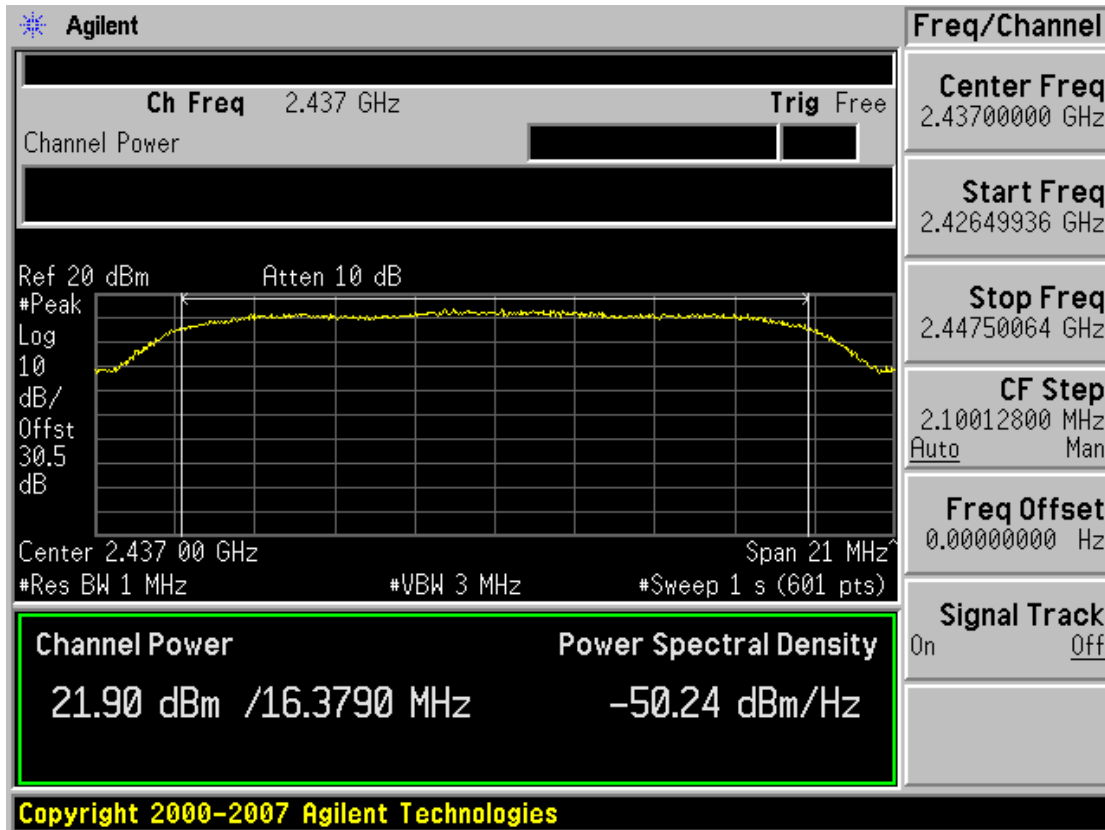 Agilent
Ch Freq 2.437 GHz Trig Free
Channel Power
Ref 20 dBm Atten 10 dB
#Peak
Log
10
dB/
Offst
30.5
dB
Center 2.437 00 GHz Span 21 MHz^
#Res BW 1 MHz #VBW 3 MHz #Sweep 1 s (601 pts)
Channel Power Power Spectral Density
21.90 dBm /16.3790 MHz -50.24 dBm/Hz
Copyright 2000-2007 Agilent Technologies
Freq/Channel
Center Freq
2.43700000 GHz
Start Freq
2.42649936 GHz
Stop Freq
2.44750064 GHz
CF Step
2.10012800 MHz
Auto Man
Freq Offset
0.00000000 Hz
Signal Track
On Off